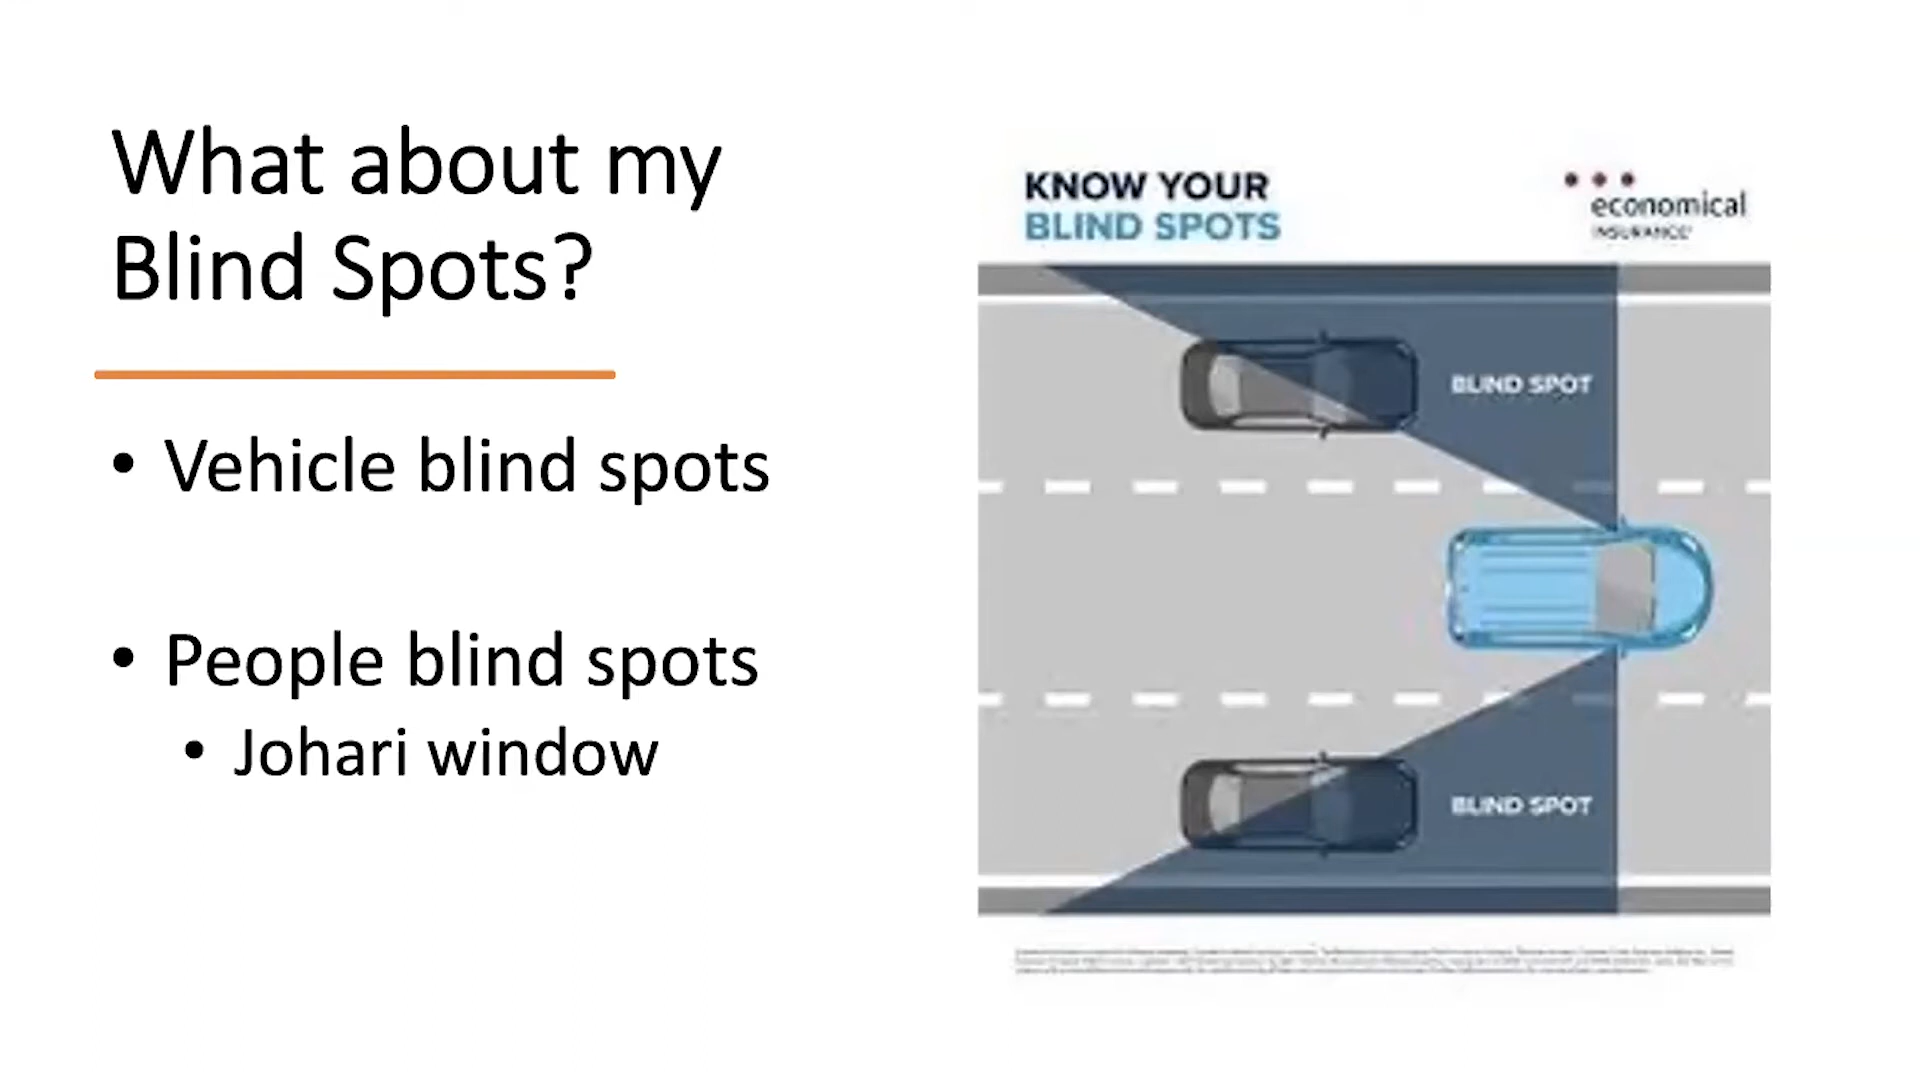 What about my
Blind Spots?
• Vehicle blind spots
• People blind spots
• Johari window
KNOW YOUR
BLIND SPOTS
economical
INSURANCE
BLIND SPOT
BLIND SPOT